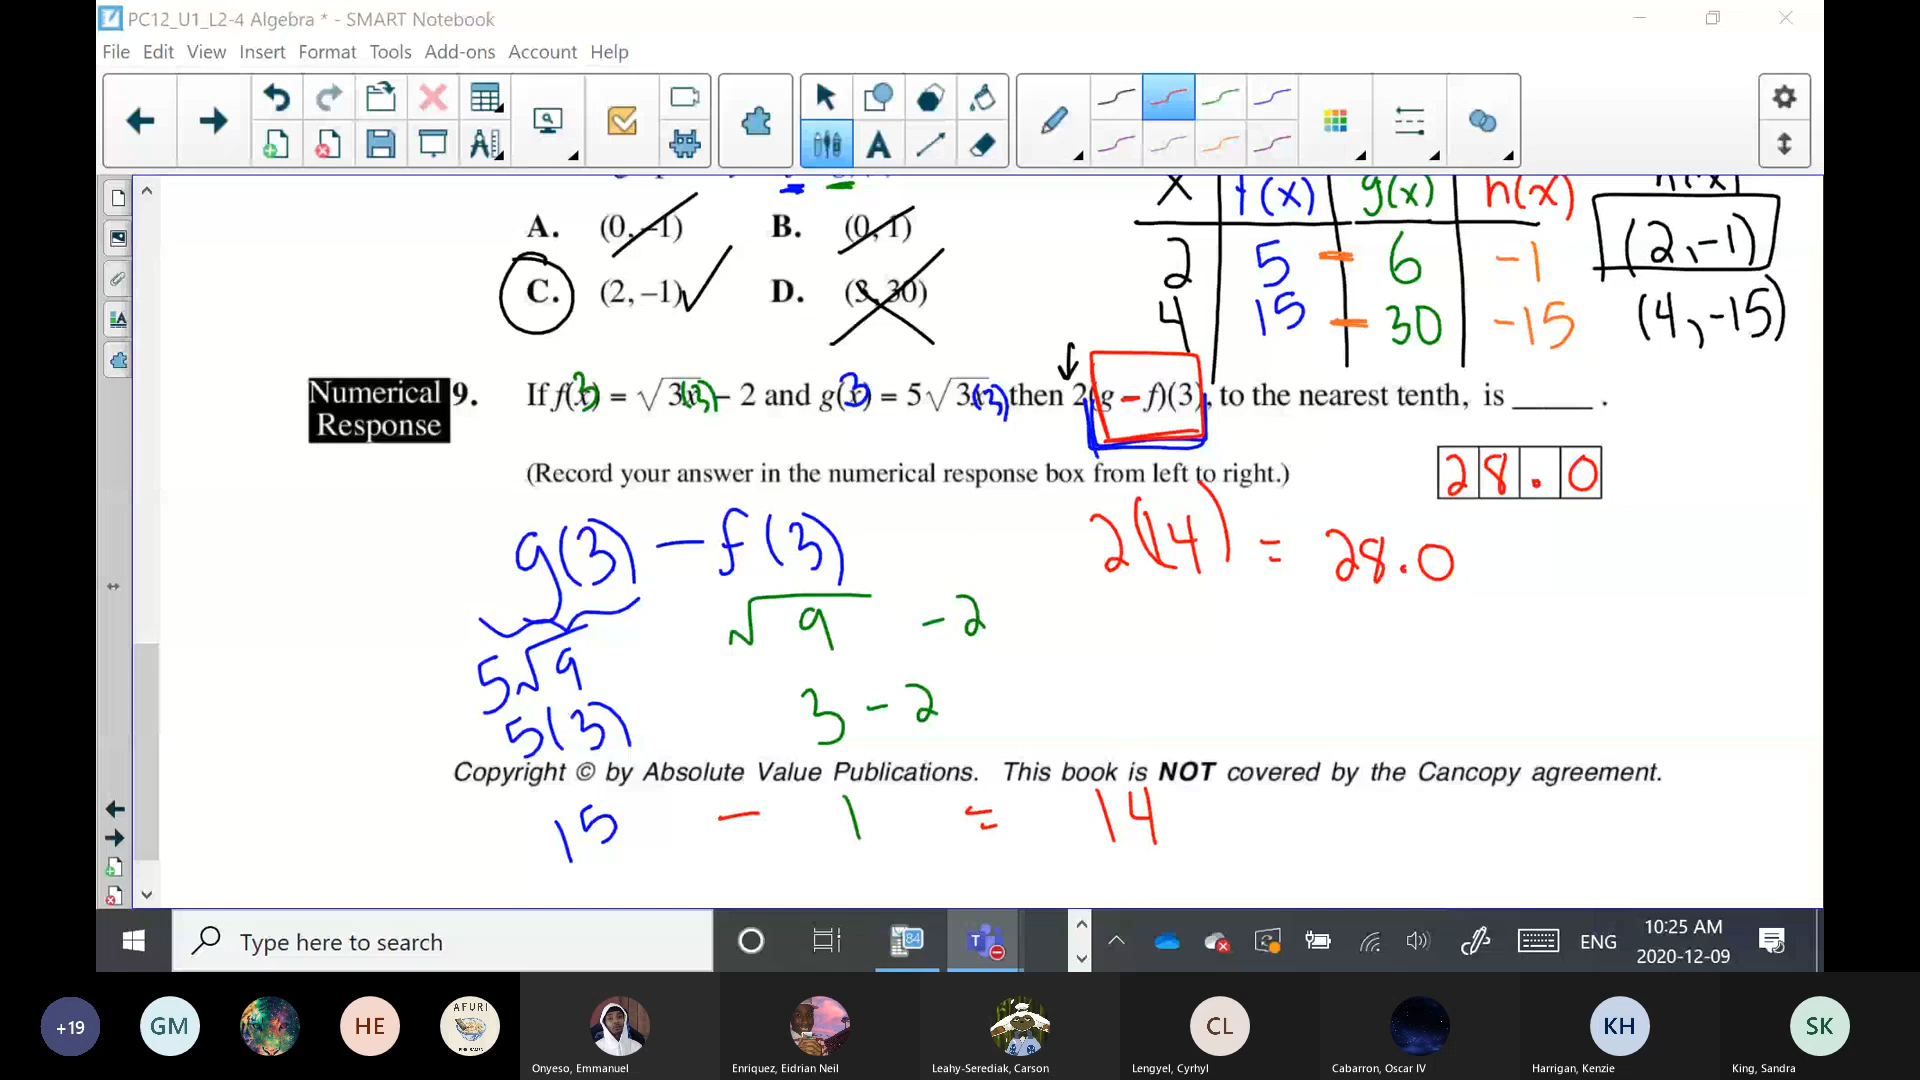 PC12_U1_L2-4 Algebra * - SMART Notebook
File Edit View Insert Format Tools Add-ons Account Help
x f(x) g(x) h(x)
A. (0, –1) B. (0, 1)
2 5 - 6 -1 (2, -1)
C. (2, –1) D. (3, 30)
4 15 - 30 -15 (4, -15)
Numerical Response 9. If f(x) = √3x – 2 and g(x) = 5√3x, then 2(g – f)(3), to the nearest tenth, is ______ .
(Record your answer in the numerical response box from left to right.)
28.0
g(3) - f(3)
2(14) = 28.0
√9 - 2
5√9
3 - 2
5(3)
Copyright © by Absolute Value Publications. This book is NOT covered by the Cancopy agreement.
15 - 1 = 14
Type here to search
84
T
ENG
10:25 AM
2020-12-09
+19
GM
HE
AFURI
CL
KH
SK
Onyeso, Emmanuel
Enriquez, Eidrian Neil
Leahy-Serediak, Carson
Lengyel, Cyrhyl
Cabarron, Oscar IV
Harrigan, Kenzie
King, Sandra